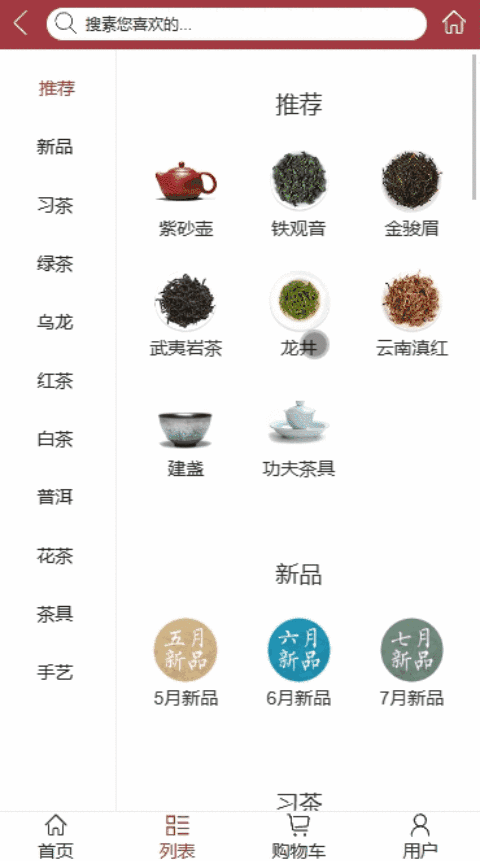 搜素您喜欢的...
推荐
新品
习茶
绿茶
乌龙
红茶
白茶
普洱
花茶
茶具
手艺
推荐
紫砂壶 铁观音 金骏眉
武夷岩茶 龙井 云南滇红
建盏 功夫茶具
新品
五月 六月 七月
新品 新品 新品
5月新品 6月新品 7月新品
习茶
首页 列表 购物车 用户